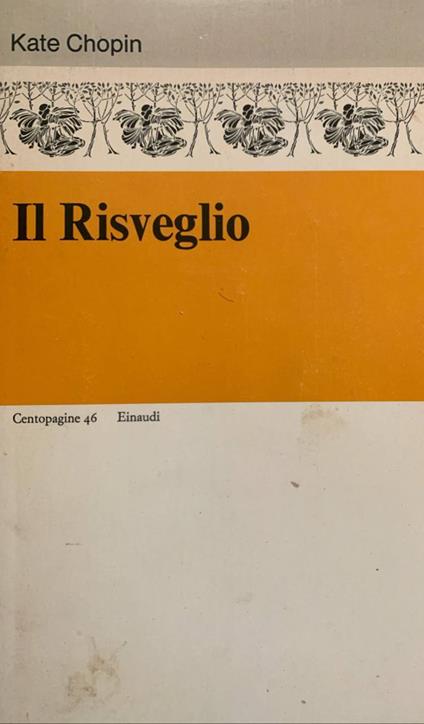 Kate Chopin
Il Risveglio
Centopagine 46 Einaudi